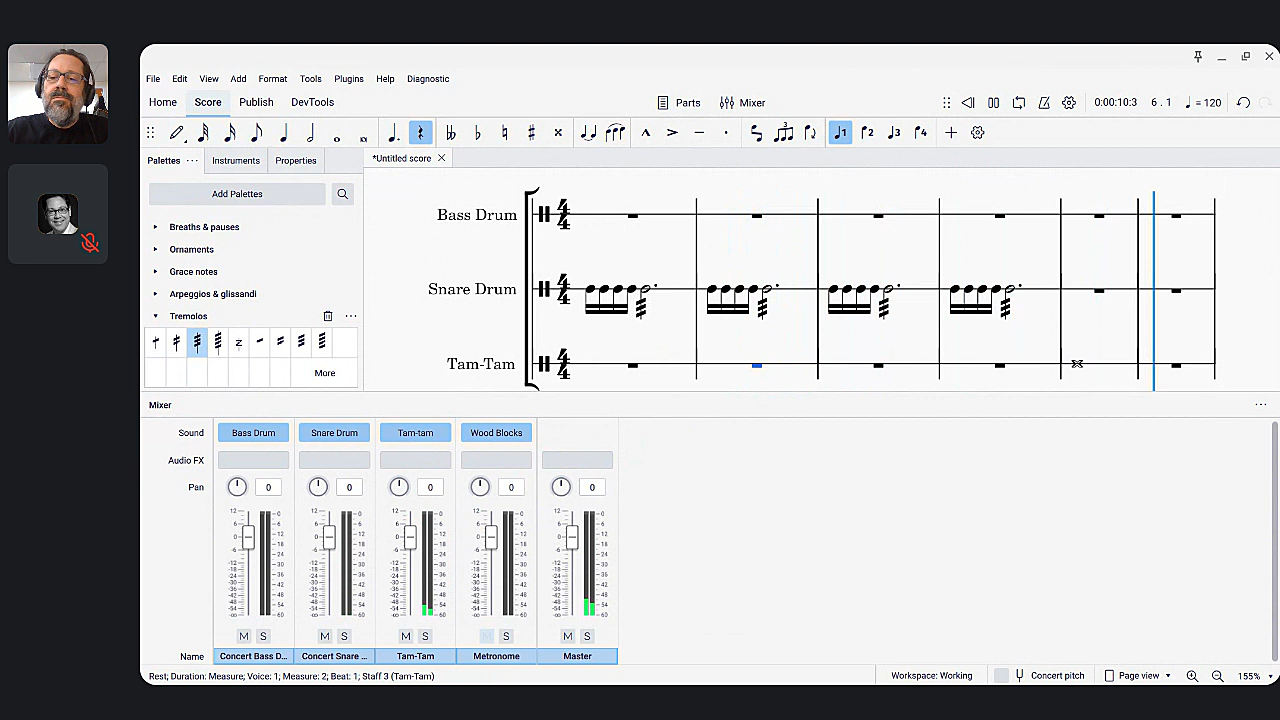 File Edit View Add Format Tools Plugins Help Diagnostic
Home Score Publish DevTools Parts Mixer 0:00:10:3 6 . 1 = 120
1 2 3 4
Palettes Instruments Properties *Untitled score
Add Palettes
Breaths & pauses
Ornaments
Grace notes
Arpeggios & glissandi
Tremolos
More
Bass Drum
Snare Drum
Tam-Tam
Mixer
Sound Bass Drum Snare Drum Tam-tam Wood Blocks
Audio FX
Pan 0 0 0 0 0
M S M S M S M S M S
Name Concert Bass D... Concert Snare ... Tam-Tam Metronome Master
Rest; Duration: Measure; Voice: 1; Measure: 2; Beat: 1; Staff 3 (Tam-Tam) Workspace: Working Concert pitch Page view 155%